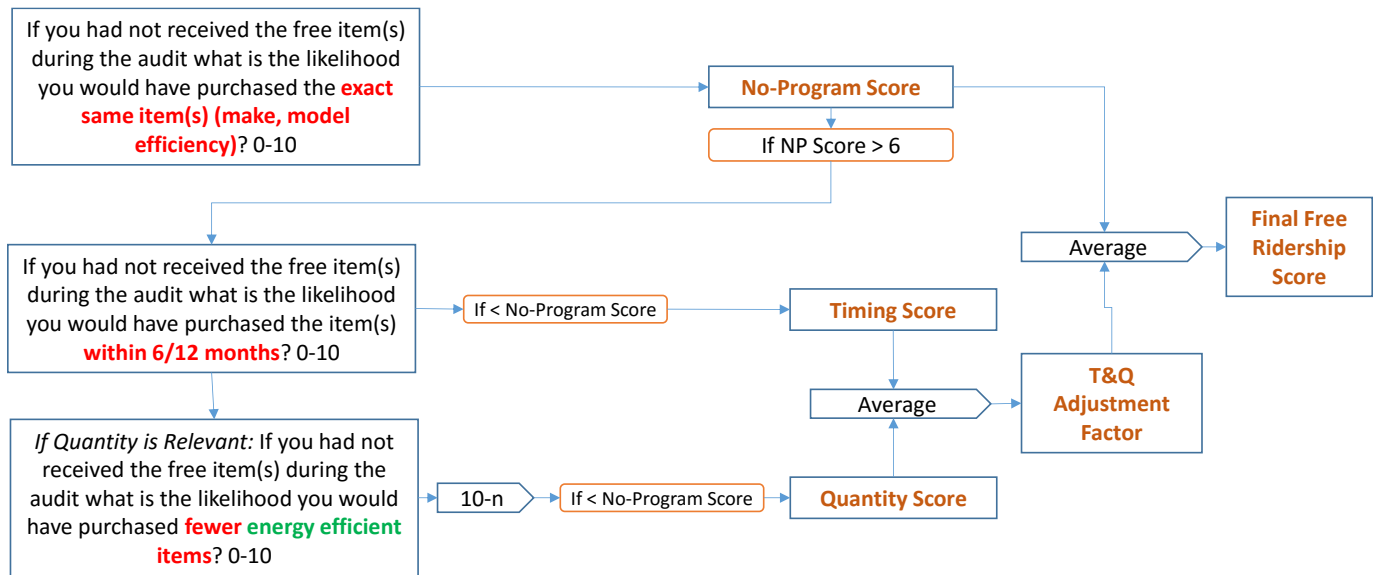 If you had not received the free item(s)
during the audit what is the likelihood
you would have purchased the exact
same item(s) (make, model
efficiency)? 0-10
No-Program Score
If NP Score > 6
If you had not received the free item(s)
during the audit what is the likelihood
you would have purchased the item(s)
within 6/12 months? 0-10
If < No-Program Score
Timing Score
Average
Final Free
Ridership
Score
If Quantity is Relevant: If you had not
received the free item(s) during the
audit what is the likelihood you would
have purchased fewer energy efficient
items? 0-10
10-n
If < No-Program Score
Quantity Score
Average
T&Q
Adjustment
Factor